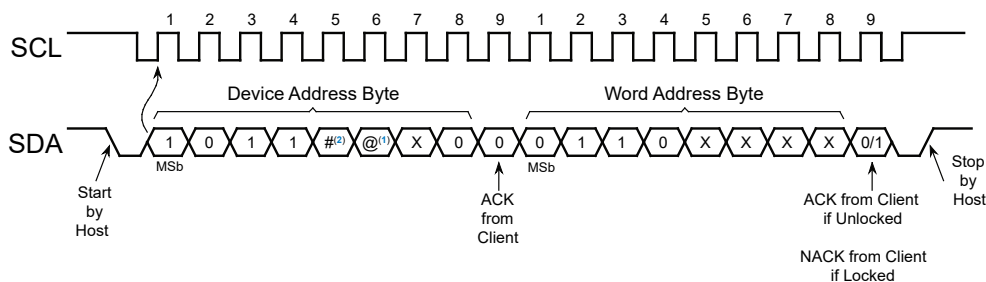 1 2 3 4 5 6 7 8 9 1 2 3 4 5 6 7 8 9
SCL
Device Address Byte Word Address Byte
SDA 1 0 1 1 #(2) @(1) X 0 0 0 1 1 0 X X X X 0/1
MSb MSb
Start
by
Host
ACK
from
Client
ACK from Client
if Unlocked
NACK from Client
if Locked
Stop
by
Host